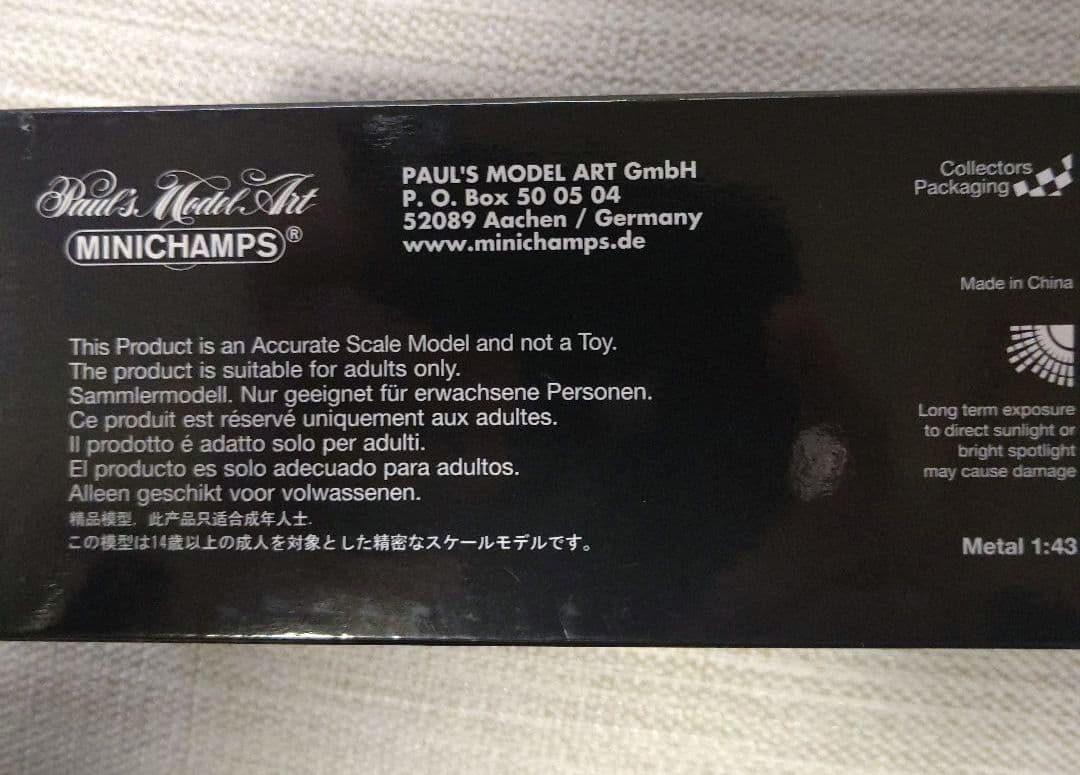 Paul's Model Art
MINICHAMPS®
PAUL'S MODEL ART GmbH
P. O. Box 50 05 04
52089 Aachen / Germany
www.minichamps.de
Collectors
Packaging
Made in China
This Product is an Accurate Scale Model and not a Toy.
The product is suitable for adults only.
Sammlermodell. Nur geeignet für erwachsene Personen.
Ce produit est réservé uniquement aux adultes.
Il prodotto é adatto solo per adulti.
El producto es solo adecuado para adultos.
Alleen geschikt voor volwassenen.
精品模型. 此产品只适合成年人士.
この模型は14歳以上の成人を対象とした精密なスケールモデルです。
Long term exposure
to direct sunlight or
bright spotlight
may cause damage
Metal 1:43